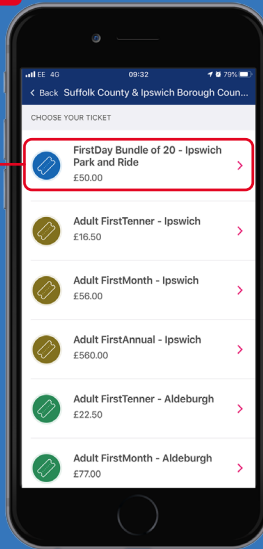 EE 4G 09:32 79%
Back Suffolk County & Ipswich Borough Coun...
CHOOSE YOUR TICKET
FirstDay Bundle of 20 - Ipswich
Park and Ride
£50.00
Adult FirstTenner - Ipswich
£16.50
Adult FirstMonth - Ipswich
£56.00
Adult FirstAnnual - Ipswich
£560.00
Adult FirstTenner - Aldeburgh
£22.50
Adult FirstMonth - Aldeburgh
£77.00